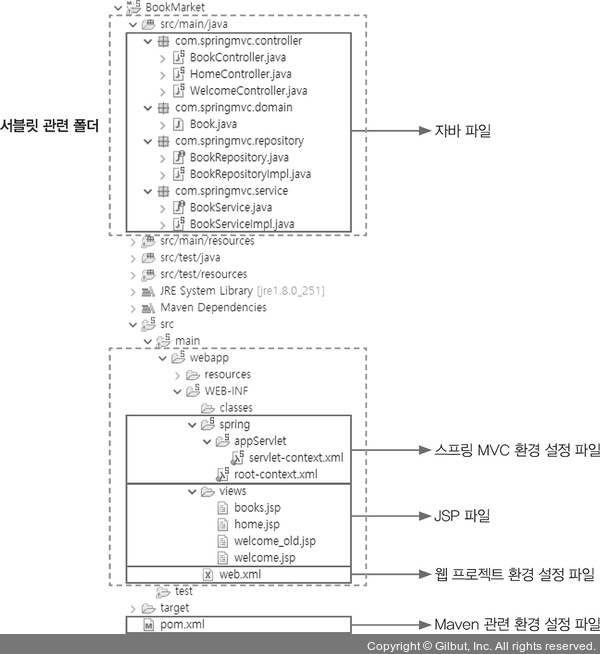 BookMarket
src/main/java
com.springmvc.controller
BookController.java
HomeController.java
WelcomeController.java
com.springmvc.domain
서블릿 관련 폴더
Book.java
자바 파일
com.springmvc.repository
BookRepository.java
BookRepositoryImpl.java
com.springmvc.service
BookService.java
BookServiceImpl.java
src/main/resources
src/test/java
src/test/resources
JRE System Library [jre1.8.0_251]
Maven Dependencies
src
main
webapp
resources
WEB-INF
classes
spring
appServlet
servlet-context.xml
스프링 MVC 환경 설정 파일
root-context.xml
views
books.jsp
JSP 파일
home.jsp
welcome_old.jsp
welcome.jsp
web.xml
웹 프로젝트 환경 설정 파일
test
target
pom.xml
Maven 관련 환경 설정 파일
Copyright © Gilbut, Inc. All rights reserved.